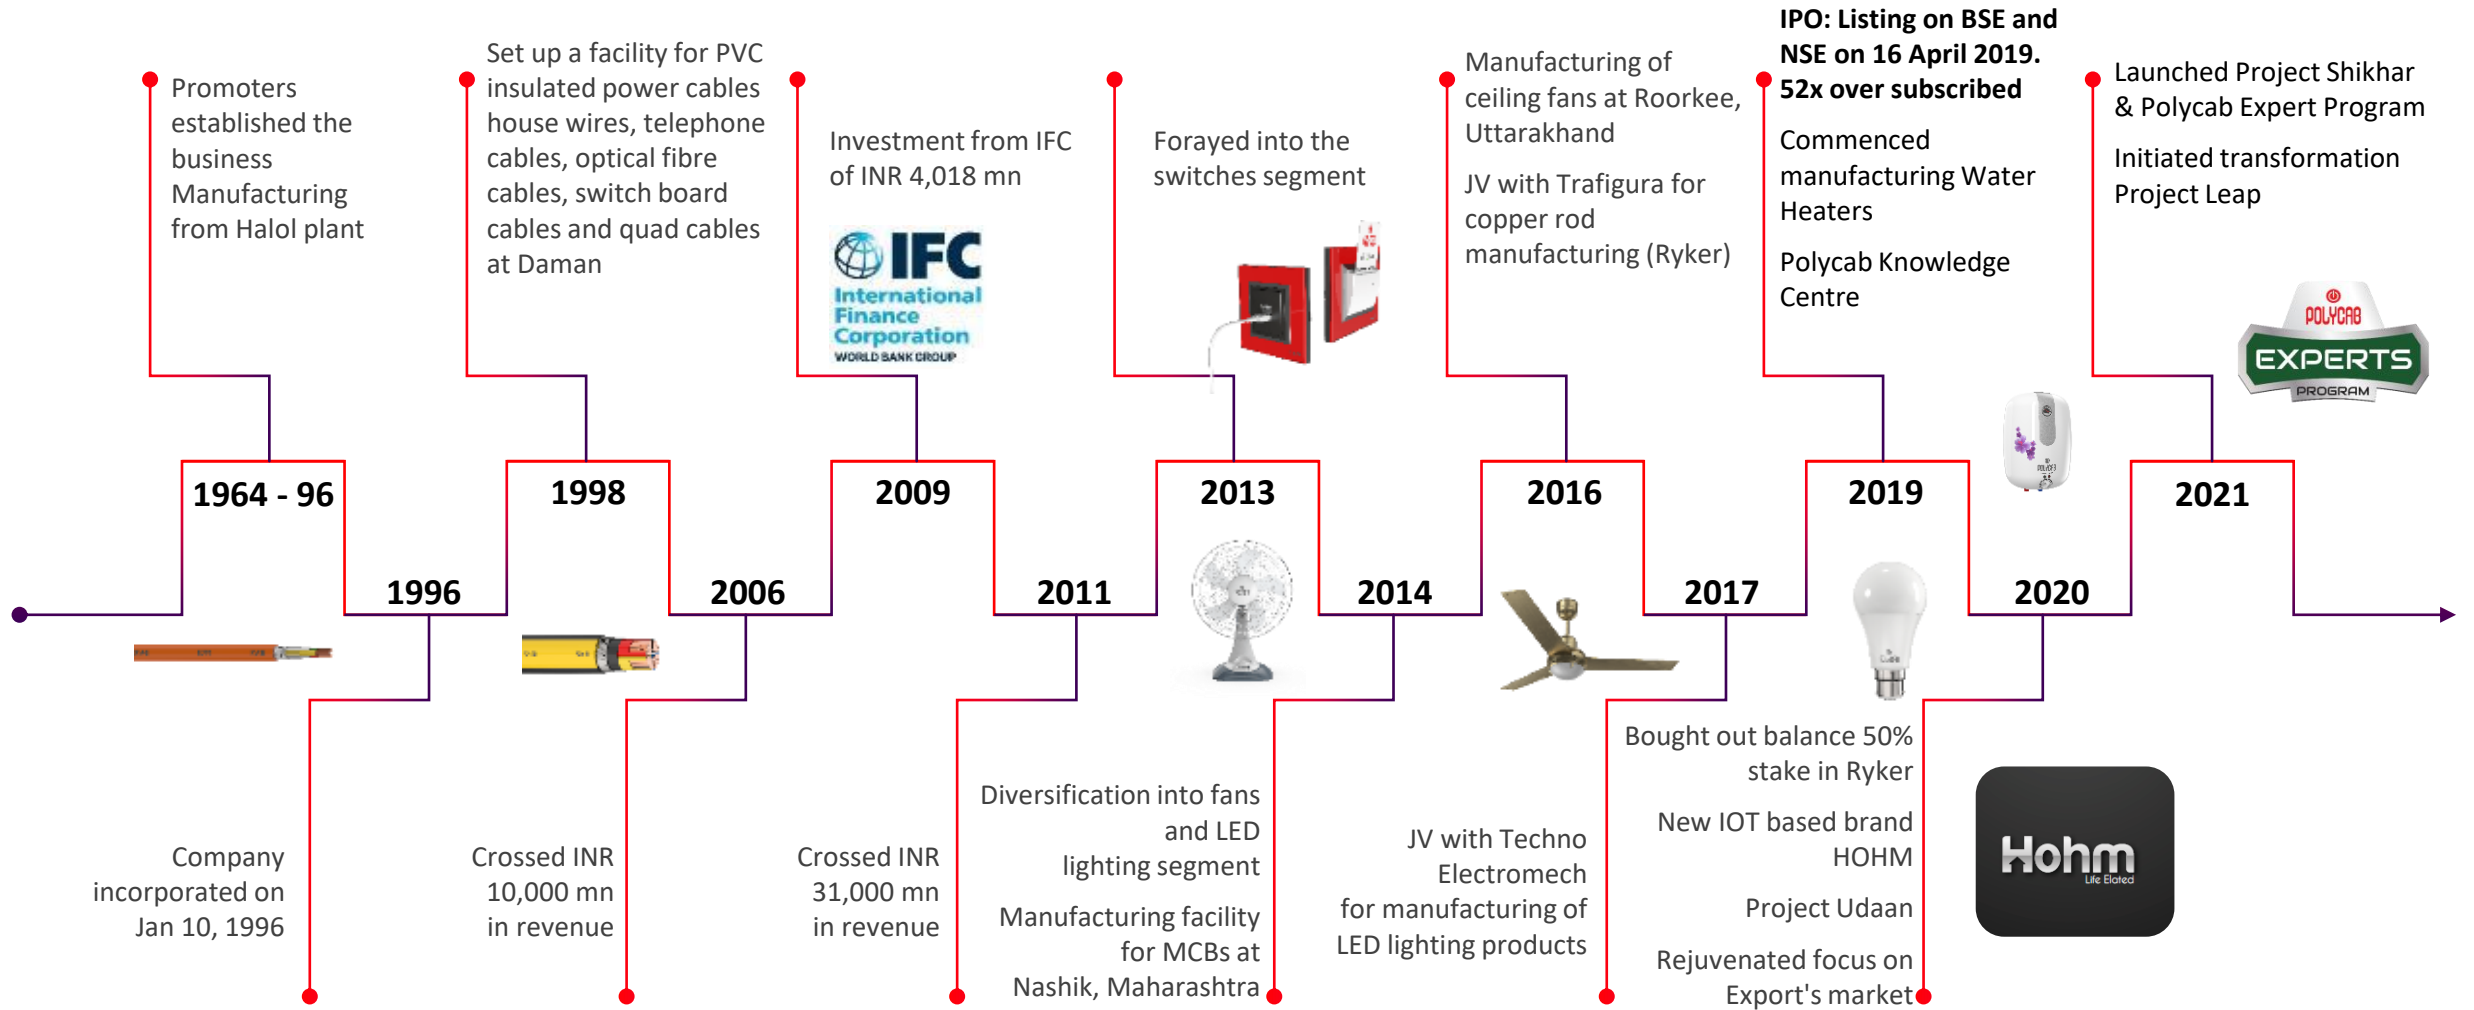 Promoters
established the
business
Manufacturing
from Halol plant
1964 - 96
Company
incorporated on
Jan 10, 1996
1996
Set up a facility for PVC
insulated power cables
house wires, telephone
cables, optical fibre
cables, switch board
cables and quad cables
at Daman
1998
Crossed INR
10,000 mn
in revenue
2006
Investment from IFC
of INR 4,018 mn
IFC
International
Finance
Corporation
WORLD BANK GROUP
2009
Crossed INR
31,000 mn
in revenue
2011
Forayed into the
switches segment
2013
Diversification into fans
and LED
lighting segment
Manufacturing facility
for MCBs at
Nashik, Maharashtra
2014
Manufacturing of
ceiling fans at Roorkee,
Uttarakhand
JV with Trafigura for
copper rod
manufacturing (Ryker)
2016
JV with Techno
Electromech
for manufacturing of
LED lighting products
2017
IPO: Listing on BSE and
NSE on 16 April 2019.
52x over subscribed
Commenced
manufacturing Water
Heaters
Polycab Knowledge
Centre
2019
Bought out balance 50%
stake in Ryker
New IOT based brand
HOHM
Project Udaan
Rejuvenated focus on
Export's market
2020
Hohm
Life Elated
Launched Project Shikhar
& Polycab Expert Program
Initiated transformation
Project Leap
POLYCAB
EXPERTS
PROGRAM
2021